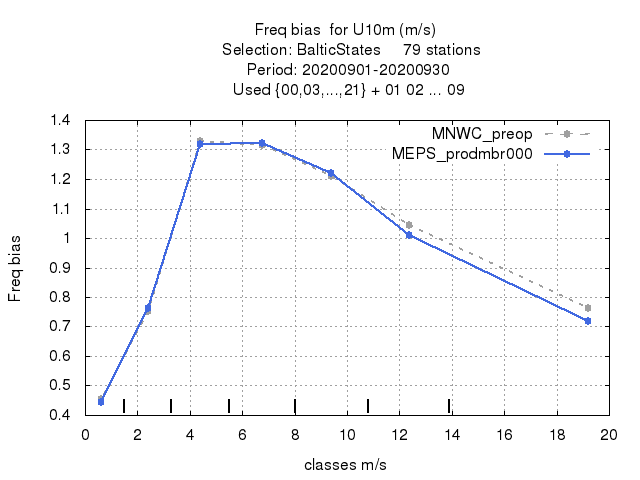 Freq bias  for U10m (m/s)
Selection: BalticStates     79 stations
Period: 20200901-20200930
Used {00,03,...,21} + 01 02 ... 09
MNWC_preop
MEPS_prodmbr000
1.4
1.3
1.2
1.1
1
0.9
0.8
0.7
0.6
0.5
0.4
Freq bias
0 2 4 6 8 10 12 14 16 18 20
classes m/s